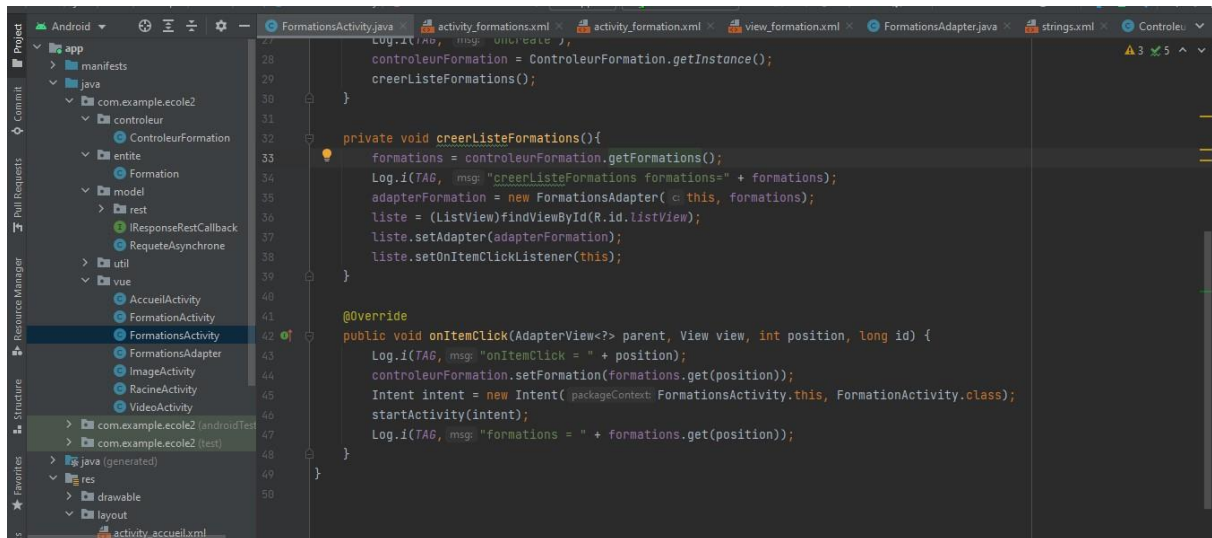 Android
FormationsActivity.java
activity_formations.xml
activity_formation.xml
view_formation.xml
FormationsAdapter.java
strings.xml
Controleu
Project
Commit
Pull Requests
Resource Manager
Structure
Favorites
app
manifests
java
com.example.ecole2
controleur
ControleurFormation
entite
Formation
model
rest
IResponseRestCallback
RequeteAsynchrone
util
vue
AccueilActivity
FormationActivity
FormationsActivity
FormationsAdapter
ImageActivity
RacineActivity
VideoActivity
com.example.ecole2 (androidTest
com.example.ecole2 (test)
java (generated)
res
drawable
layout
activity_accueil.xml
3 5
27 Log.i(TAG, msg: "onCreate");
28 controleurFormation = ControleurFormation.getInstance();
29 creerListeFormations();
30 }
31
32 private void creerListeFormations(){
33 formations = controleurFormation.getFormations();
34 Log.i(TAG, msg: "creerListeFormations formations=" + formations);
35 adapterFormation = new FormationsAdapter( c: this, formations);
36 liste = (ListView)findViewById(R.id.listView);
37 liste.setAdapter(adapterFormation);
38 liste.setOnItemClickListener(this);
39 }
40
41 @Override
42 public void onItemClick(AdapterView<?> parent, View view, int position, long id) {
43 Log.i(TAG, msg: "onItemClick = " + position);
44 controleurFormation.setFormation(formations.get(position));
45 Intent intent = new Intent( packageContext: FormationsActivity.this, FormationActivity.class);
46 startActivity(intent);
47 Log.i(TAG, msg: "formations = " + formations.get(position));
48 }
49 }
50